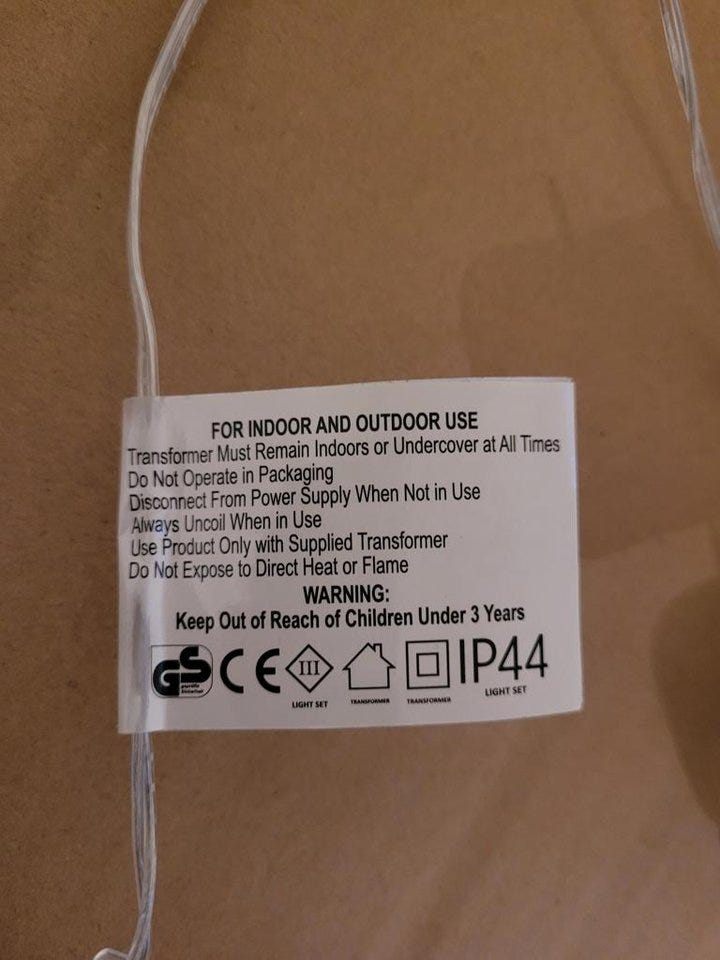 FOR INDOOR AND OUTDOOR USE
Transformer Must Remain Indoors or Undercover at All Times
Do Not Operate in Packaging
Disconnect From Power Supply When Not in Use
Always Uncoil When in Use
Use Product Only with Supplied Transformer
Do Not Expose to Direct Heat or Flame
WARNING:
Keep Out of Reach of Children Under 3 Years
GS CE III IP44
geprüfte
Sicherheit
LIGHT SET TRANSFORMER TRANSFORMER LIGHT SET